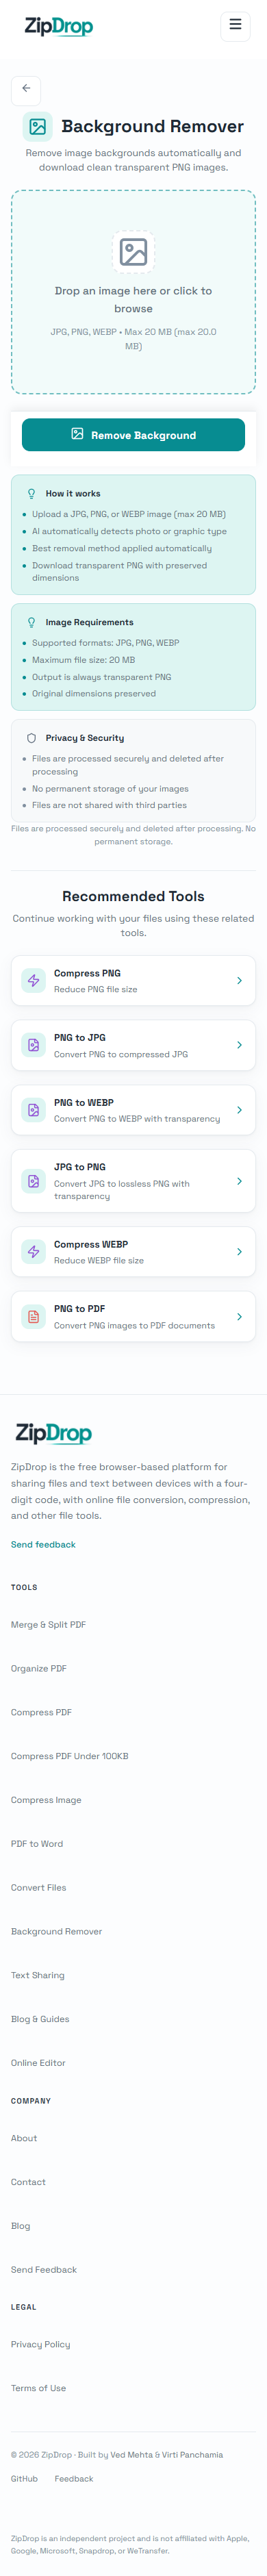 ZipDrop
Background Remover
Remove image backgrounds automatically and
download clean transparent PNG images.
Drop an image here or click to
browse
JPG, PNG, WEBP • Max 20 MB (max 20.0
MB)
Remove Background
How it works
Upload a JPG, PNG, or WEBP image (max 20 MB)
AI automatically detects photo or graphic type
Best removal method applied automatically
Download transparent PNG with preserved
dimensions
Image Requirements
Supported formats: JPG, PNG, WEBP
Maximum file size: 20 MB
Output is always transparent PNG
Original dimensions preserved
Privacy & Security
Files are processed securely and deleted after
processing
No permanent storage of your images
Files are not shared with third parties
Files are processed securely and deleted after processing. No
permanent storage.
Recommended Tools
Continue working with your files using these related
tools.
Compress PNG
Reduce PNG file size
PNG to JPG
Convert PNG to compressed JPG
PNG to WEBP
Convert PNG to WEBP with transparency
JPG to PNG
Convert JPG to lossless PNG with
transparency
Compress WEBP
Reduce WEBP file size
PNG to PDF
Convert PNG images to PDF documents
ZipDrop
ZipDrop is the free browser-based platform for
sharing files and text between devices with a four-
digit code, with online file conversion, compression,
and other file tools.
Send feedback
TOOLS
Merge & Split PDF
Organize PDF
Compress PDF
Compress PDF Under 100KB
Compress Image
PDF to Word
Convert Files
Background Remover
Text Sharing
Blog & Guides
Online Editor
COMPANY
About
Contact
Blog
Send Feedback
LEGAL
Privacy Policy
Terms of Use
© 2026 ZipDrop · Built by Ved Mehta & Virti Panchamia
GitHub Feedback
ZipDrop is an independent project and is not affiliated with Apple,
Google, Microsoft, Snapdrop, or WeTransfer.